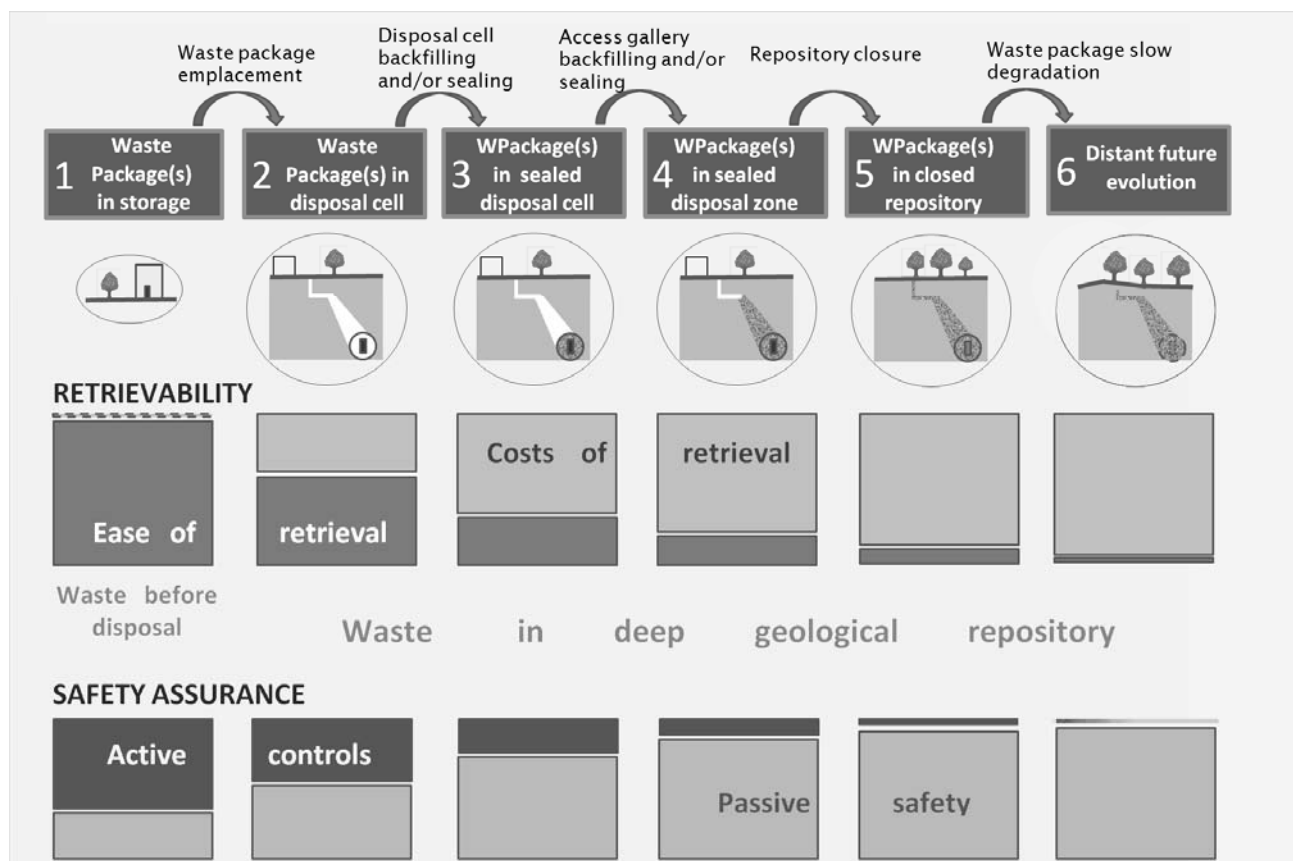 Waste package
emplacement
Disposal cell
backfilling
and/or sealing
Access gallery
backfilling and/or
sealing
Repository closure
Waste package slow
degradation
1 Waste
Package(s)
in storage
2 Waste
Package(s) in
disposal cell
3 WPackage(s)
in sealed
disposal cell
4 WPackage(s)
in sealed
disposal zone
5 WPackage(s)
in closed
repository
6 Distant future
evolution
RETRIEVABILITY
Costs of retrieval
Ease of retrieval
Waste before
disposal
Waste in deep geological repository
SAFETY ASSURANCE
Active controls
Passive safety